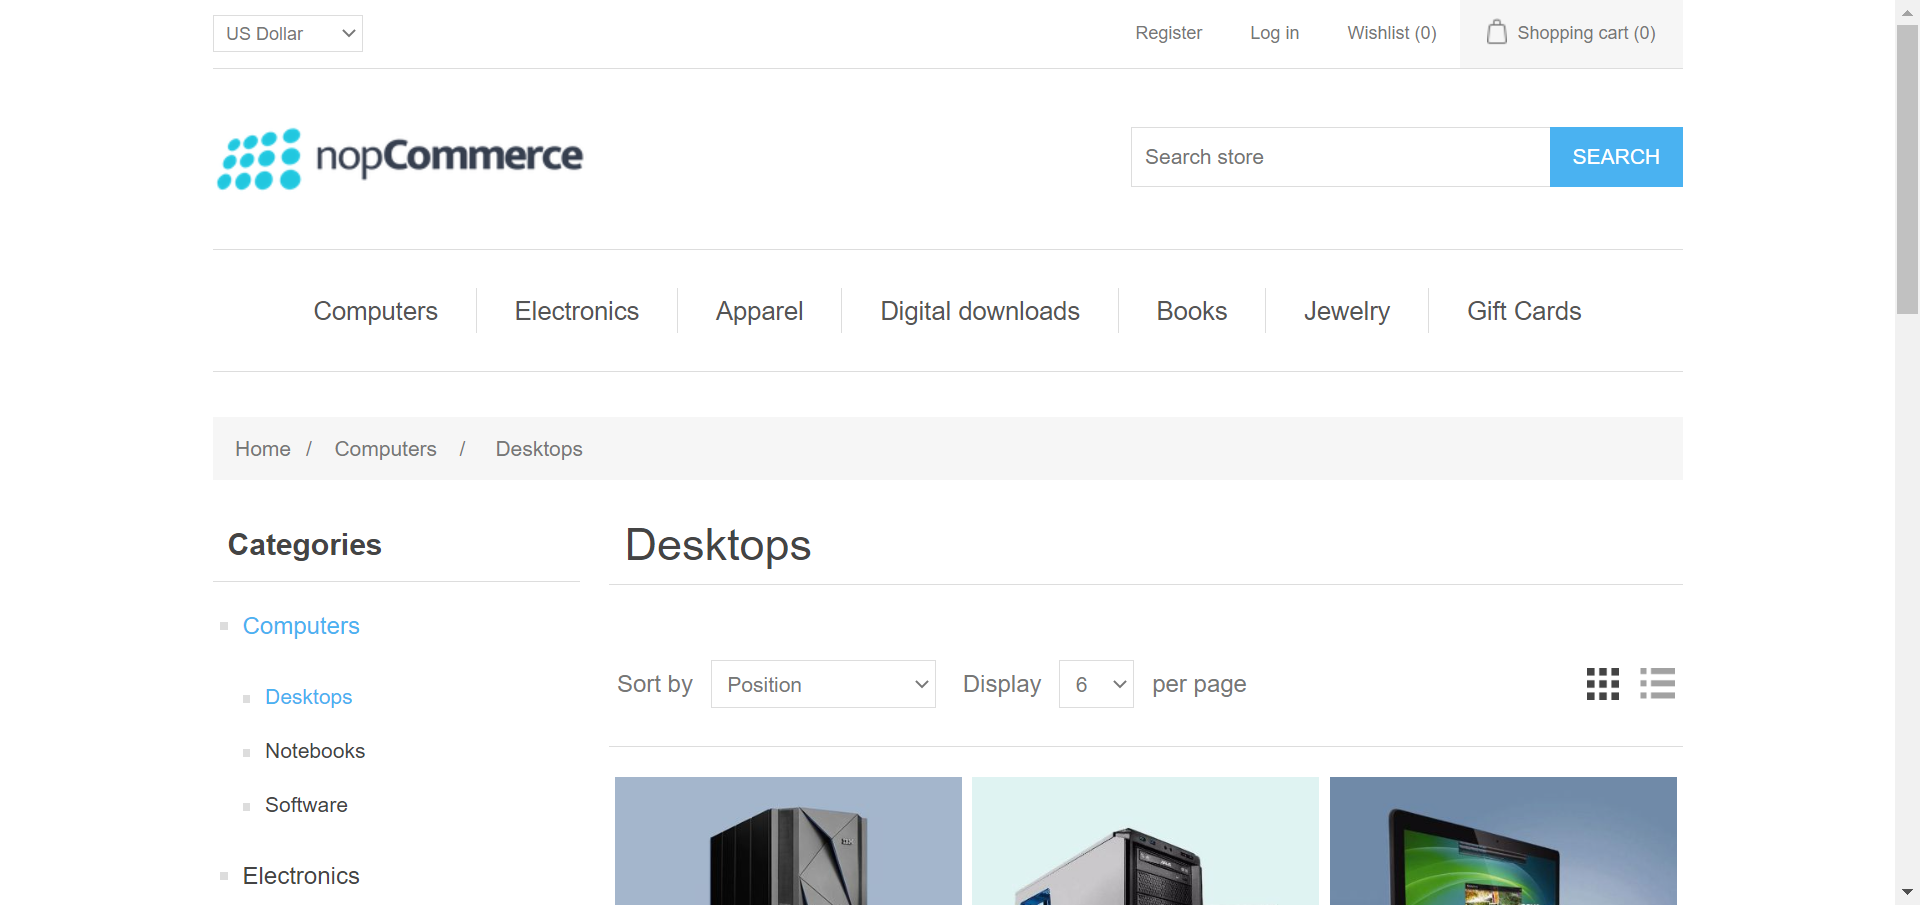 US Dollar
Register
Log in
Wishlist (0)
Shopping cart (0)
nopCommerce
Search store
SEARCH
Computers
Electronics
Apparel
Digital downloads
Books
Jewelry
Gift Cards
Home / Computers / Desktops
Categories
Computers
Desktops
Notebooks
Software
Electronics
Desktops
Sort by Position Display 6 per page